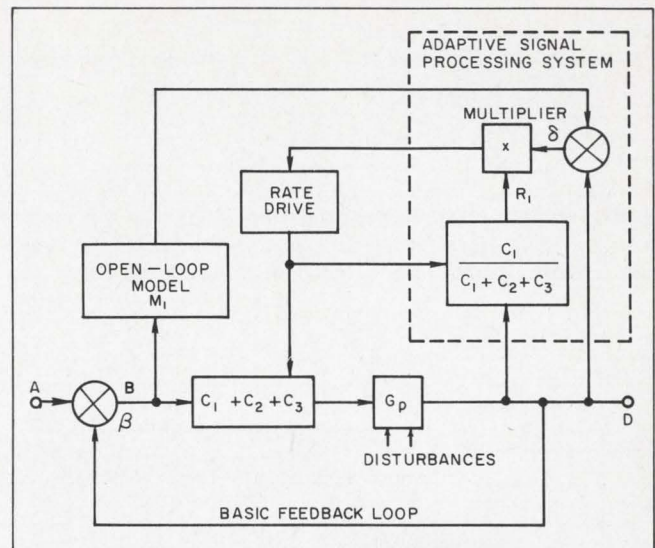 ADAPTIVE SIGNAL
PROCESSING SYSTEM
MULTIPLIER
x
δ
R₁
RATE
DRIVE
C₁
C₁ + C₂ + C₃
OPEN-LOOP
MODEL
M₁
A
B
β
C₁ + C₂ + C₃
Gₚ
D
DISTURBANCES
BASIC FEEDBACK LOOP